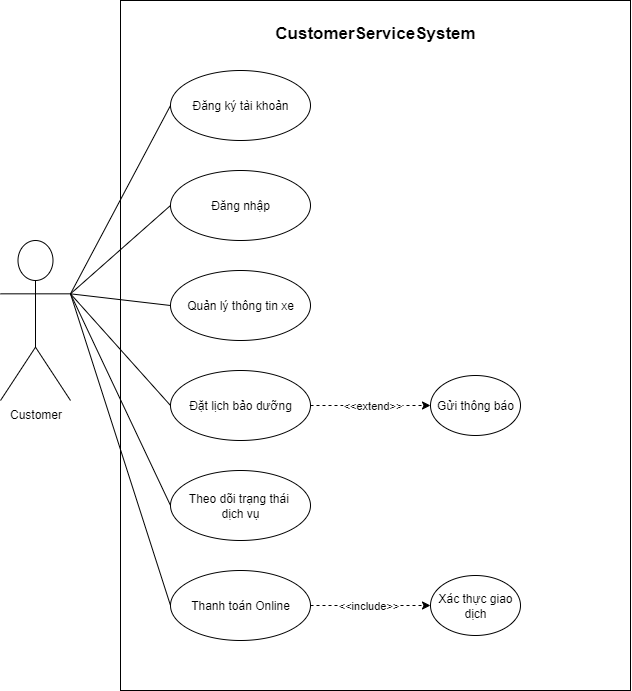 CustomerServiceSystem
Đăng ký tài khoản
Đăng nhập
Quản lý thông tin xe
Customer
Đặt lịch bảo dưỡng
<<extend>>
Gửi thông báo
Theo dõi trạng thái
dịch vụ
Thanh toán Online
<<include>>
Xác thực giao
dịch